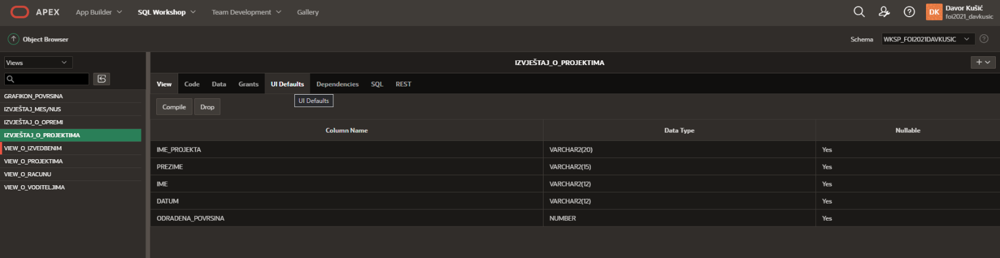 APEX App Builder SQL Workshop Team Development Gallery Davor Kušić
DK foi2021_davkusic
Object Browser Schema WKSP_FOI2021DAVKUSIC
Views IZVJEŠTAJ_O_PROJEKTIMA
View Code Data Grants UI Defaults Dependencies SQL REST
UI Defaults
Compile Drop
GRAFIKON_POVRSINA
IZVJEŠTAJ_MES/NUS
IZVJEŠTAJ_O_OPREMI
IZVJEŠTAJ_O_PROJEKTIMA
VIEW_O_IZVEDBENIM
VIEW_O_PROJEKTIMA
VIEW_O_RACUNU
VIEW_O_VODITELJIMA
Column Name Data Type Nullable
IME_PROJEKTA VARCHAR2(20) Yes
PREZIME VARCHAR2(15) Yes
IME VARCHAR2(12) Yes
DATUM VARCHAR2(12) Yes
ODRADENA_POVRSINA NUMBER Yes